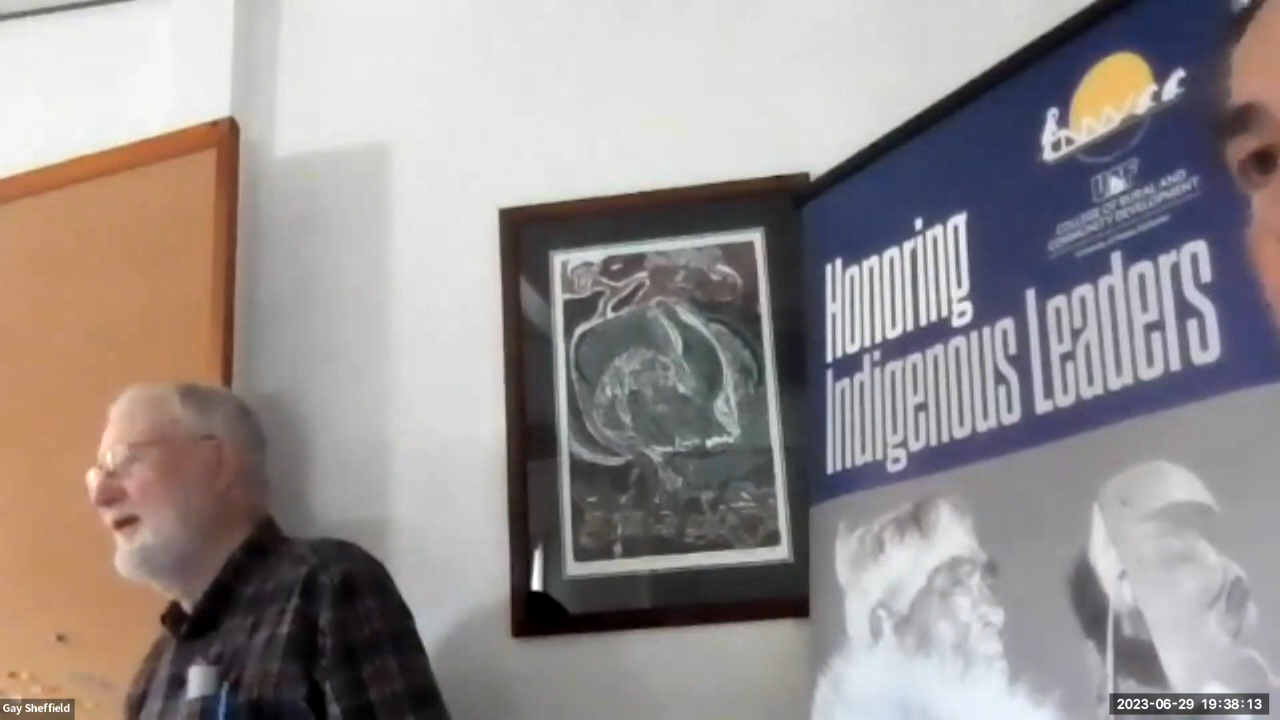 UAF
COLLEGE OF RURAL AND
COMMUNITY DEVELOPMENT
Honoring
Indigenous Leaders
Gay Sheffield
2023-06-29 19:38:13